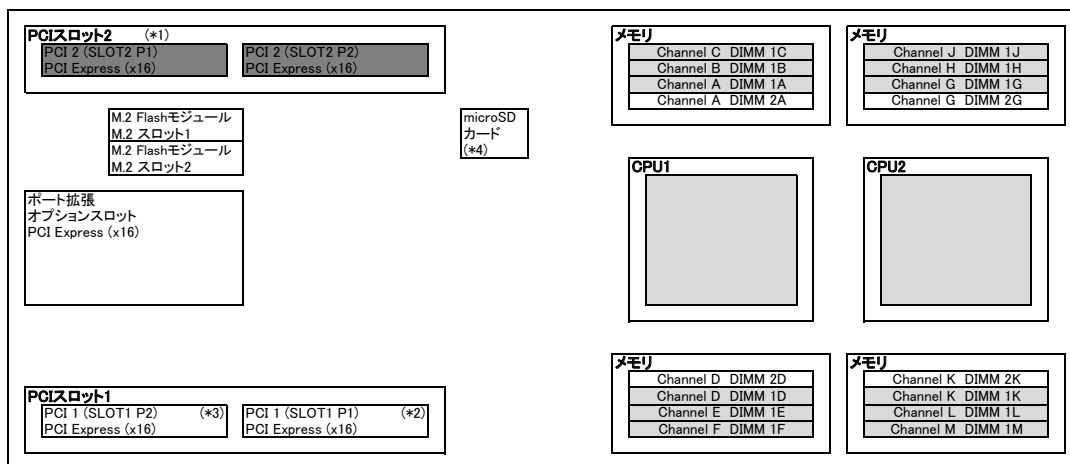 PCIスロット2 (*1)
PCI 2 (SLOT2 P1)
PCI Express (x16)
PCI 2 (SLOT2 P2)
PCI Express (x16)
メモリ
Channel C DIMM 1C
Channel B DIMM 1B
Channel A DIMM 1A
Channel A DIMM 2A
メモリ
Channel J DIMM 1J
Channel H DIMM 1H
Channel G DIMM 1G
Channel G DIMM 2G
M.2 Flashモジュール
M.2 スロット1
M.2 Flashモジュール
M.2 スロット2
microSD
カード
(*4)
CPU1
CPU2
ポート拡張
オプションスロット
PCI Express (x16)
PCIスロット1
PCI 1 (SLOT1 P2) (*3)
PCI Express (x16)
PCI 1 (SLOT1 P1) (*2)
PCI Express (x16)
メモリ
Channel D DIMM 2D
Channel D DIMM 1D
Channel E DIMM 1E
Channel F DIMM 1F
メモリ
Channel K DIMM 2K
Channel K DIMM 1K
Channel L DIMM 1L
Channel M DIMM 1M